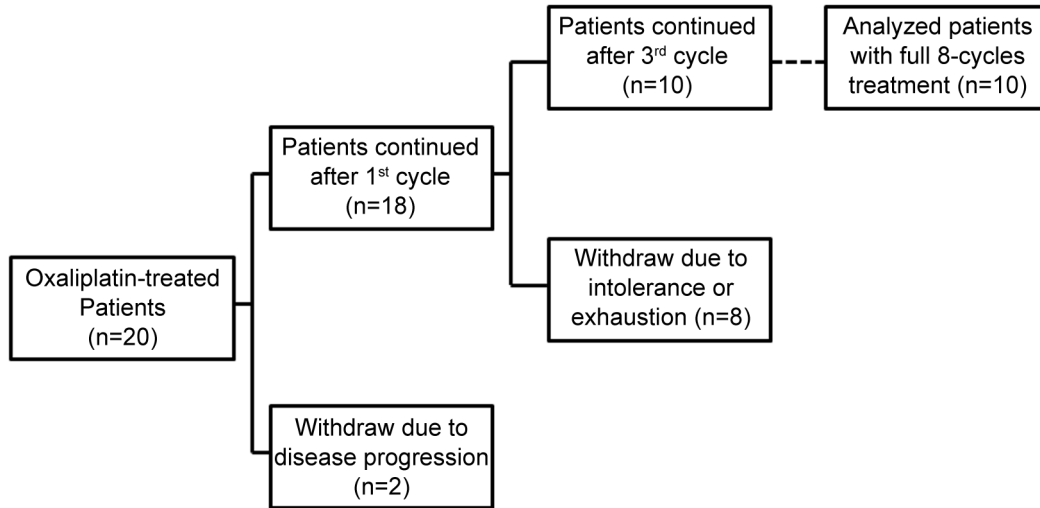 Oxaliplatin-treated
Patients
(n=20)
Patients continued
after 1st cycle
(n=18)
Withdraw due to
disease progression
(n=2)
Patients continued
after 3rd cycle
(n=10)
Withdraw due to
intolerance or
exhaustion (n=8)
Analyzed patients
with full 8-cycles
treatment (n=10)